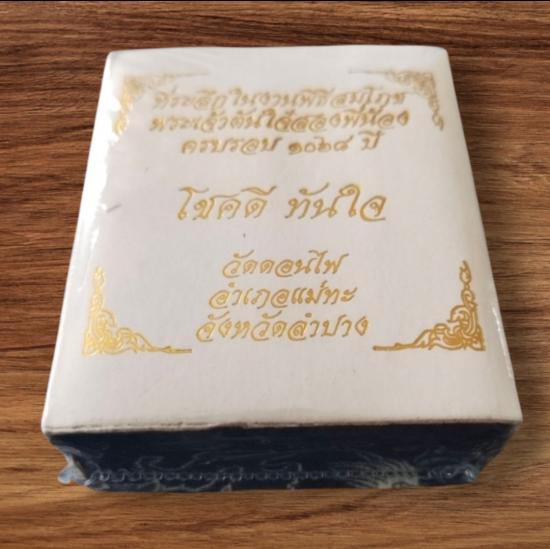 ที่ระลึกในงานพิธีสมโภช
พระเจ้าตันใจ๋สองพี่น้อง
ครบรอบ ๑๐๒๘ ปี
โชคดี ทันใจ
วัดดอนไฟ
อำเภอแม่ทะ
จังหวัดลำปาง